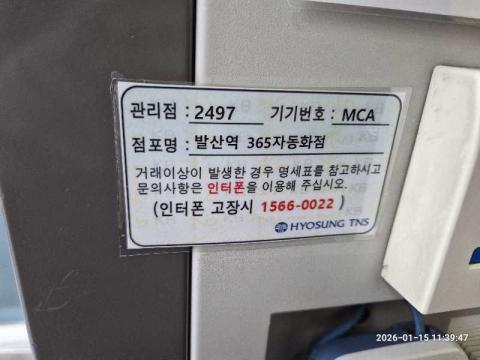 관리점 : 2497 기기번호 : MCA
점포명 : 발산역 365자동화점
거래이상이 발생한 경우 명세표를 참고하시고
문의사항은 인터폰을 이용해 주십시오.
(인터폰 고장시 1566-0022 )
HYOSUNG TNS
2026-01-15 11:39:47